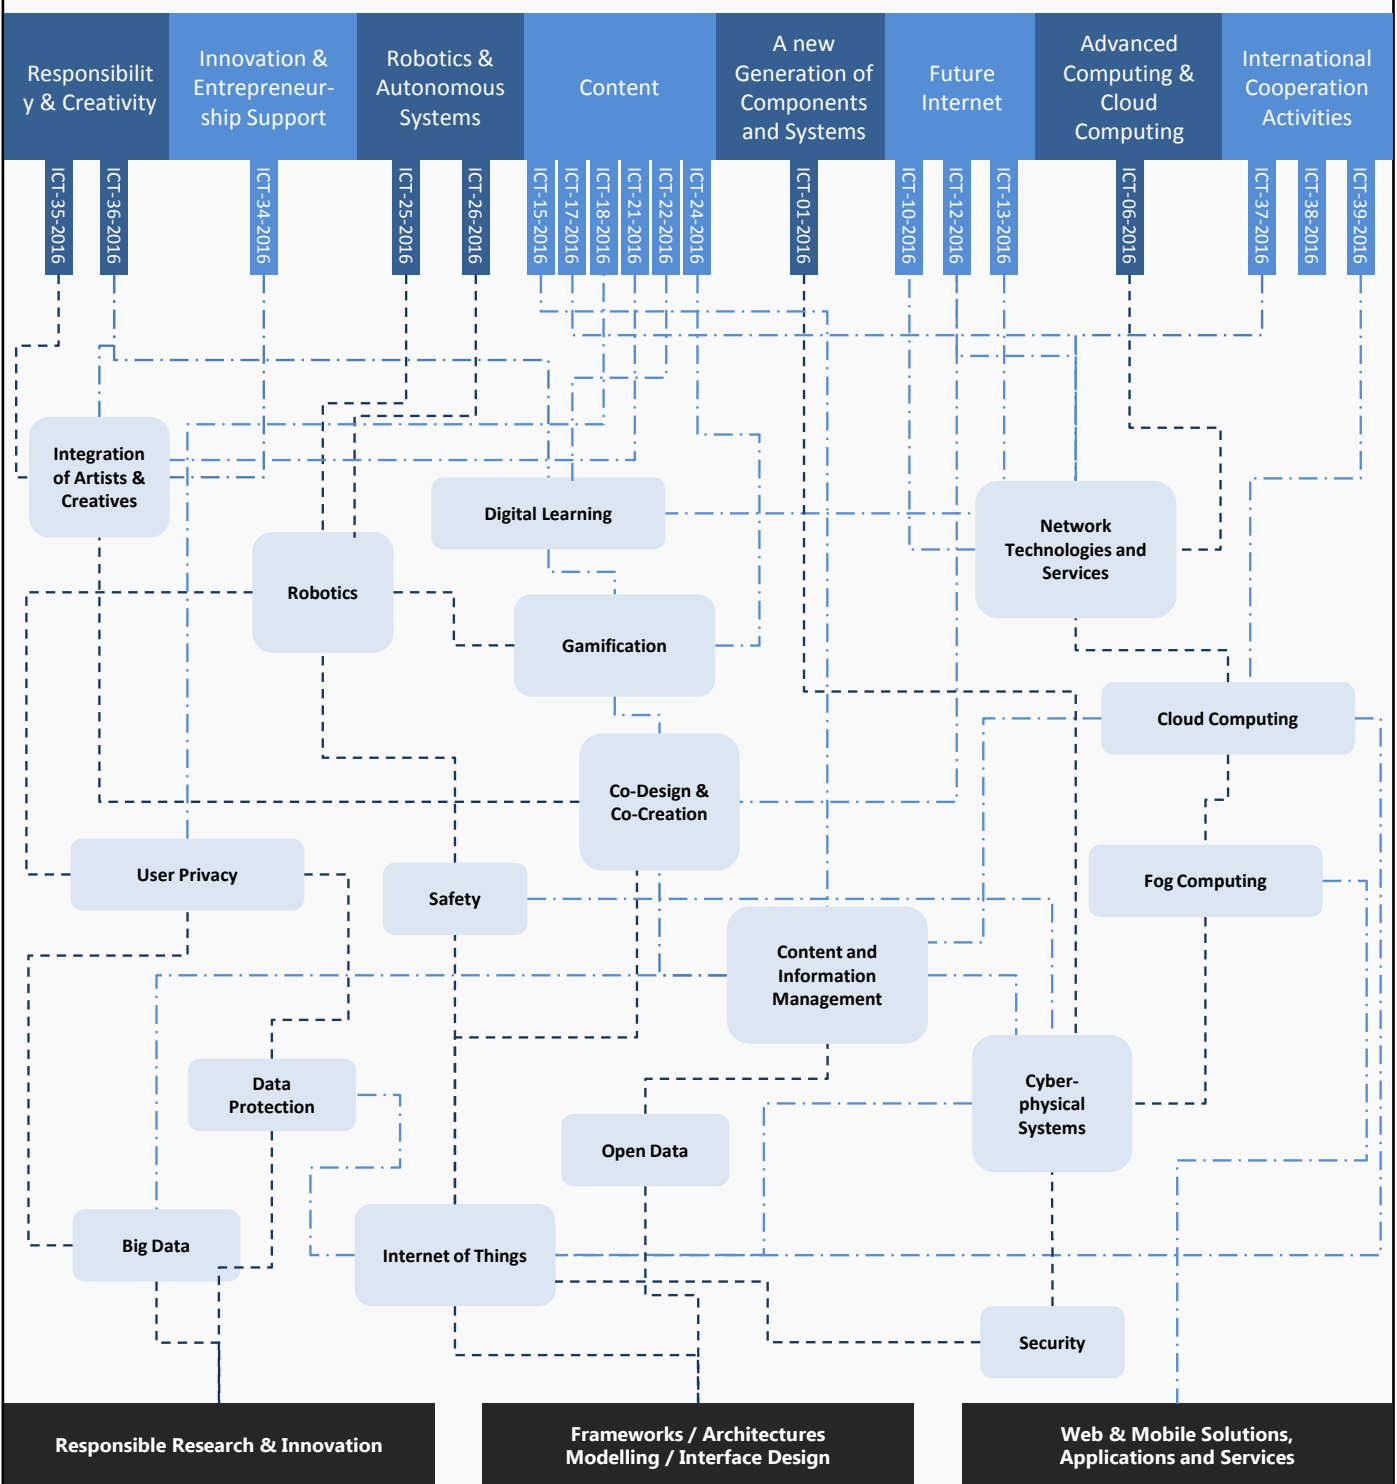 Responsibilit
y & Creativity
Innovation &
Entrepreneur-
ship Support
Robotics &
Autonomous
Systems
Content
A new
Generation of
Components
and Systems
Future
Internet
Advanced
Computing &
Cloud
Computing
International
Cooperation
Activities
ICT-35-2016
ICT-36-2016
ICT-34-2016
ICT-25-2016
ICT-26-2016
ICT-15-2016
ICT-17-2016
ICT-18-2016
ICT-21-2016
ICT-22-2016
ICT-24-2016
ICT-01-2016
ICT-10-2016
ICT-12-2016
ICT-13-2016
ICT-06-2016
ICT-37-2016
ICT-38-2016
ICT-39-2016
Integration
of Artists &
Creatives
Digital Learning
Network
Technologies and
Services
Robotics
Gamification
Cloud Computing
Co-Design &
Co-Creation
User Privacy
Safety
Fog Computing
Content and
Information
Management
Data
Protection
Cyber-
physical
Systems
Open Data
Big Data
Internet of Things
Security
Responsible Research & Innovation
Frameworks / Architectures
Modelling / Interface Design
Web & Mobile Solutions,
Applications and Services